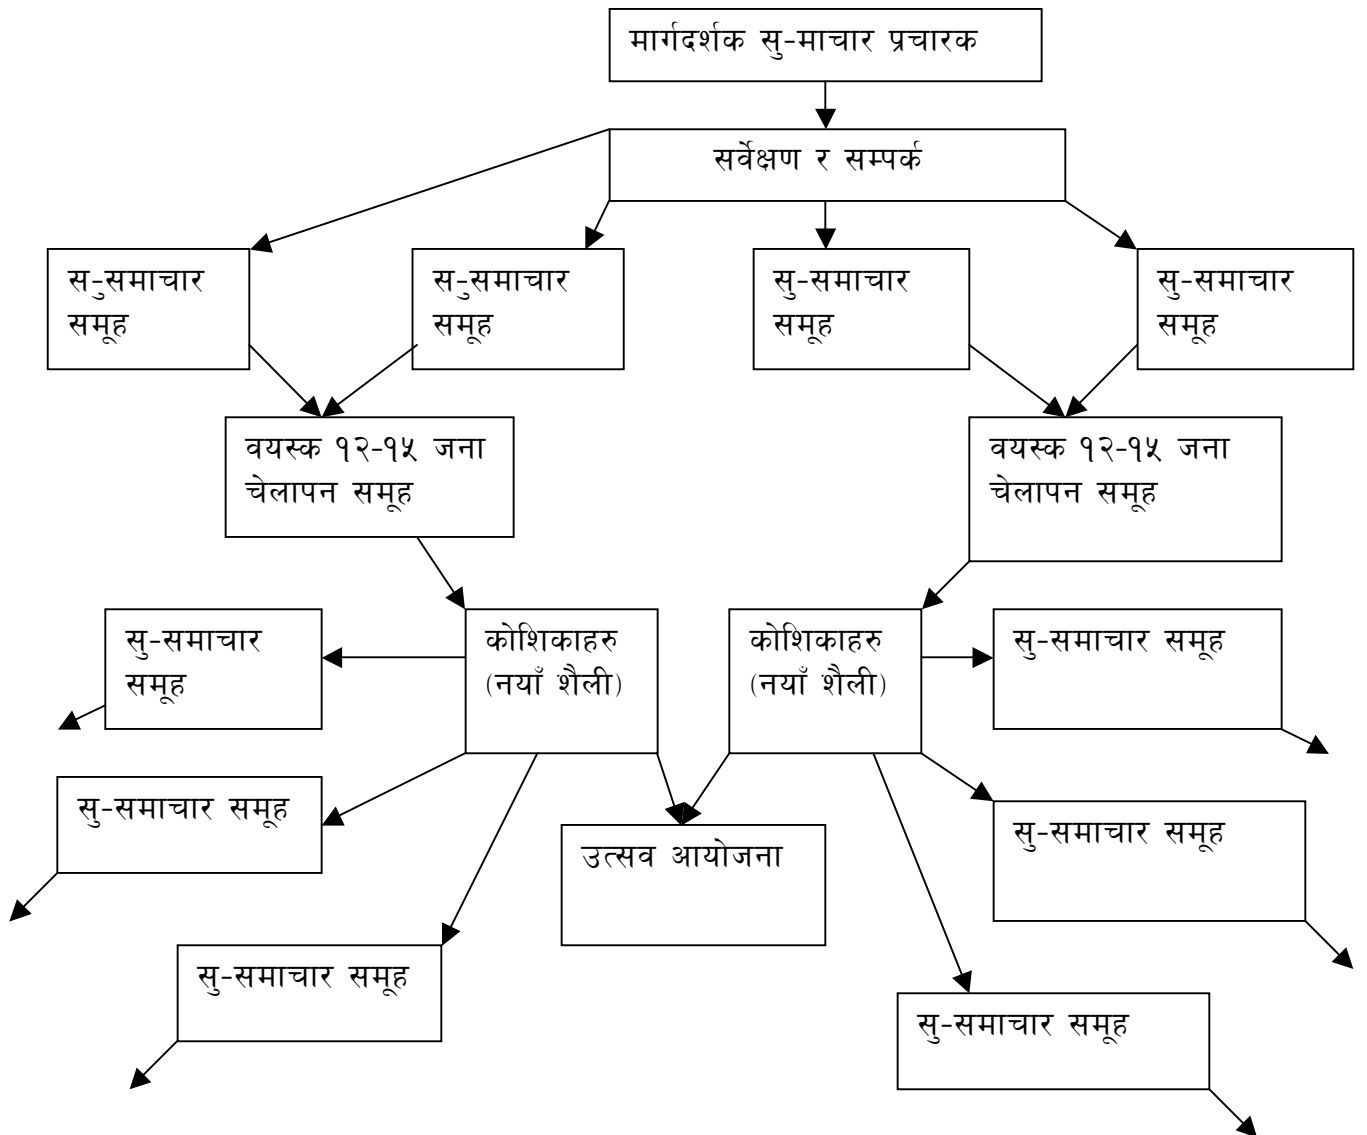 मार्गदर्शक सु-माचार प्रचारक
सर्वेक्षण र सम्पर्क
स-ुसमाचार
समूह
स-ुसमाचार
समूह
सु-समाचार
समूह
सु-समाचार
समूह
वयस्क १२-१५ जना
चेलापन समूह
वयस्क १२-१५ जना
चेलापन समूह
सु-समाचार
समूह
कोशिकाहरु
(नयाँ शैली)
कोशिकाहरु
(नयाँ शैली)
सु-समाचार समूह
सु-समाचार समूह
उत्सव आयोजना
सु-समाचार समूह
सु-समाचार समूह
सु-समाचार समूह